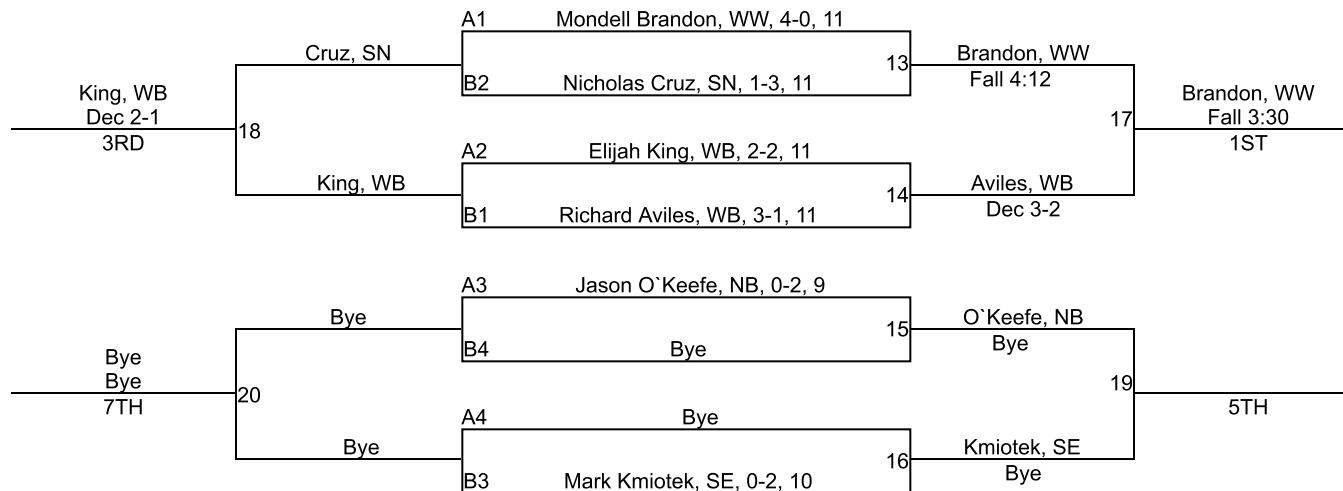 A1 Mondell Brandon, WW, 4-0, 11
Cruz, SN
13
Brandon, WW
Fall 4:12
B2 Nicholas Cruz, SN, 1-3, 11
King, WB
Dec 2-1
3RD
18
17
Brandon, WW
Fall 3:30
1ST
A2 Elijah King, WB, 2-2, 11
King, WB
14
Aviles, WB
Dec 3-2
B1 Richard Aviles, WB, 3-1, 11
A3 Jason O`Keefe, NB, 0-2, 9
Bye
15
O`Keefe, NB
Bye
B4 Bye
Bye
Bye
7TH
20
19
5TH
A4 Bye
Bye
16
Kmiotek, SE
Bye
B3 Mark Kmiotek, SE, 0-2, 10